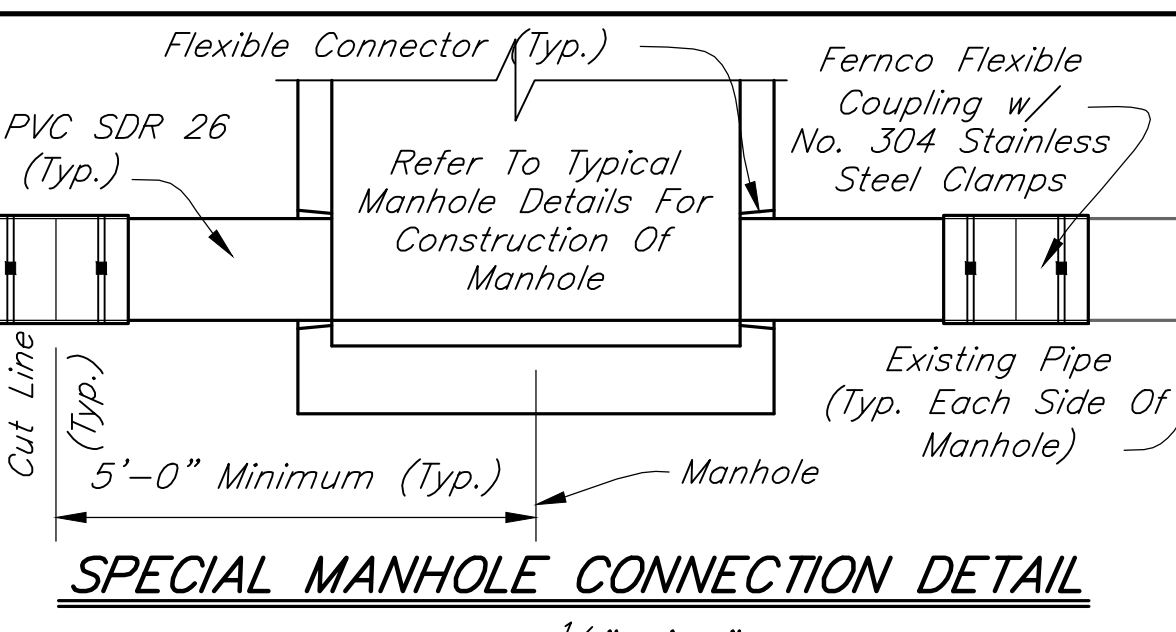 Flexible Connector (Typ.)
Fernco Flexible
Coupling w/
No. 304 Stainless
Steel Clamps
PVC SDR 26
(Typ.)
Refer To Typical
Manhole Details For
Construction Of
Manhole
Cut Line
(Typ.)
Existing Pipe
(Typ. Each Side Of
Manhole)
5'-0" Minimum (Typ.)
Manhole
SPECIAL MANHOLE CONNECTION DETAIL